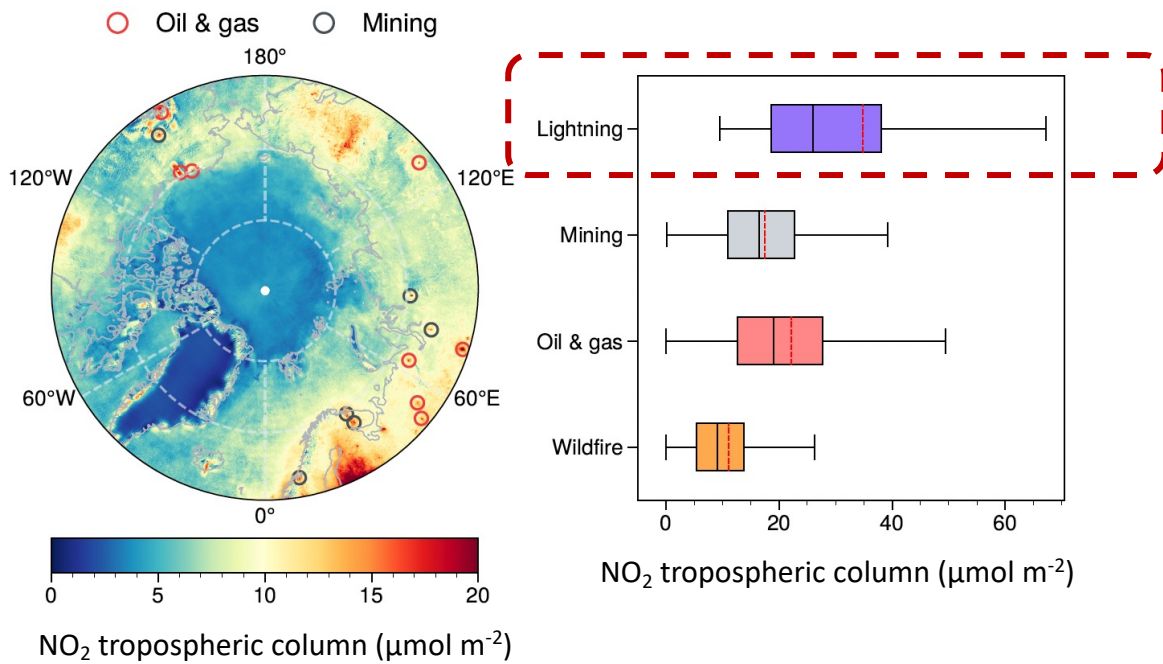 Oil & gas
Mining
180°
120°W
120°E
60°W
60°E
0°
0 5 10 15 20
NO₂ tropospheric column (μmol m⁻²)
Lightning
Mining
Oil & gas
Wildfire
0 20 40 60
NO₂ tropospheric column (μmol m⁻²)